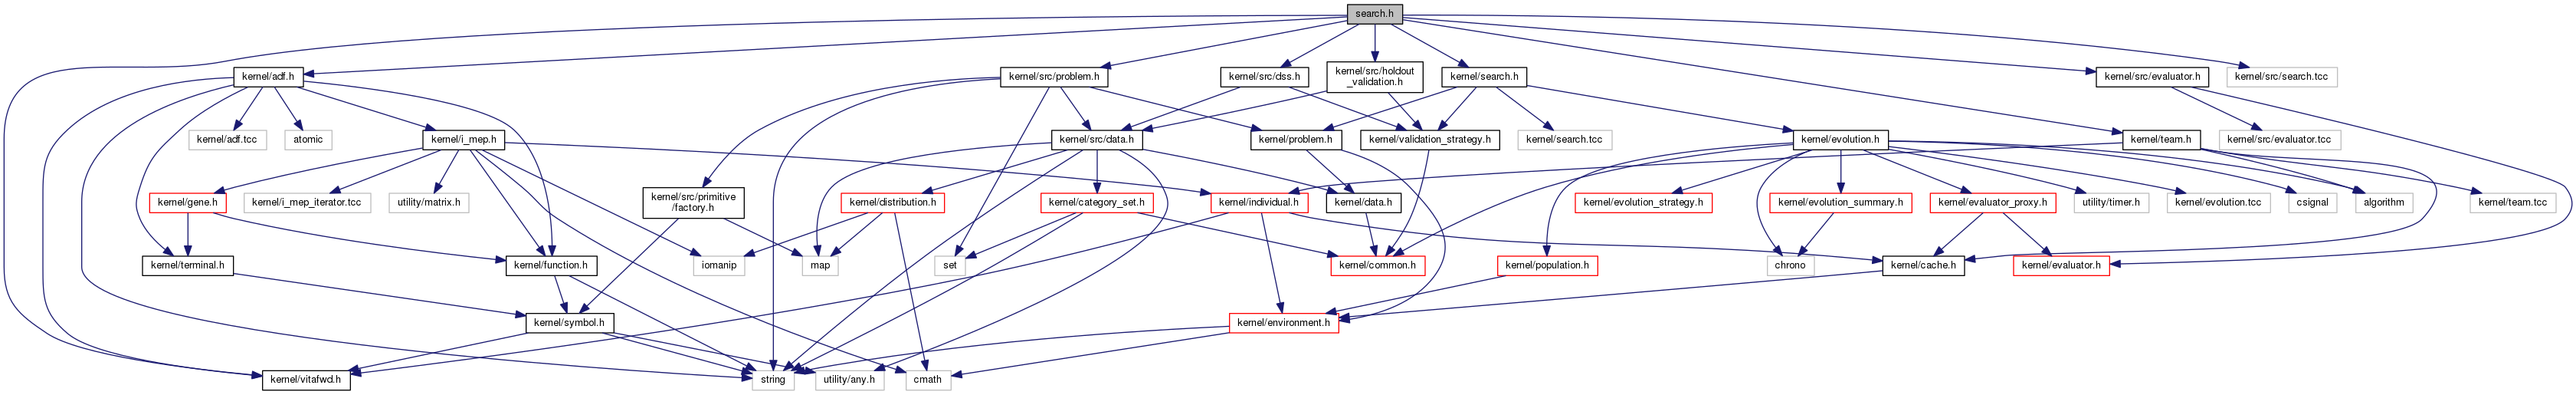 search.h
kernel/adf.h
kernel/src/problem.h
kernel/src/dss.h
kernel/src/holdout
_validation.h
kernel/search.h
kernel/src/evaluator.h
kernel/src/search.tcc
kernel/adf.tcc
atomic
kernel/i_mep.h
kernel/src/data.h
kernel/problem.h
kernel/validation_strategy.h
kernel/search.tcc
kernel/evolution.h
kernel/team.h
kernel/src/evaluator.tcc
kernel/gene.h
kernel/i_mep_iterator.tcc
utility/matrix.h
kernel/src/primitive
/factory.h
kernel/distribution.h
kernel/category_set.h
kernel/individual.h
kernel/data.h
kernel/evolution_strategy.h
kernel/evolution_summary.h
kernel/evaluator_proxy.h
utility/timer.h
kernel/evolution.tcc
csignal
algorithm
kernel/team.tcc
kernel/terminal.h
kernel/function.h
iomanip
map
set
kernel/common.h
kernel/population.h
chrono
kernel/cache.h
kernel/evaluator.h
kernel/symbol.h
kernel/environment.h
kernel/vitafwd.h
string
utility/any.h
cmath